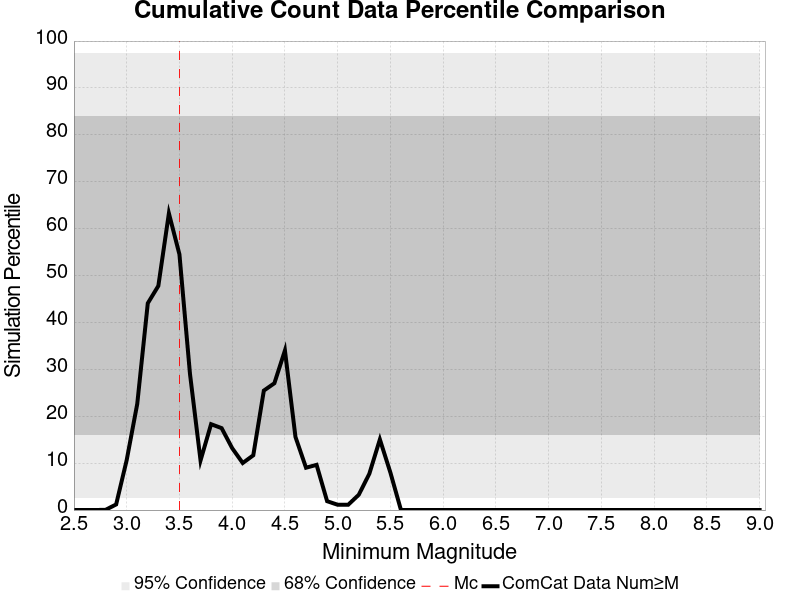 Cumulative Count Data Percentile Comparison
100
90
80
70
60
50
40
30
20
10
0
Simulation Percentile
2.5 3.0 3.5 4.0 4.5 5.0 5.5 6.0 6.5 7.0 7.5 8.0 8.5 9.0
Minimum Magnitude
95% Confidence 68% Confidence Mc ComCat Data Num≥M